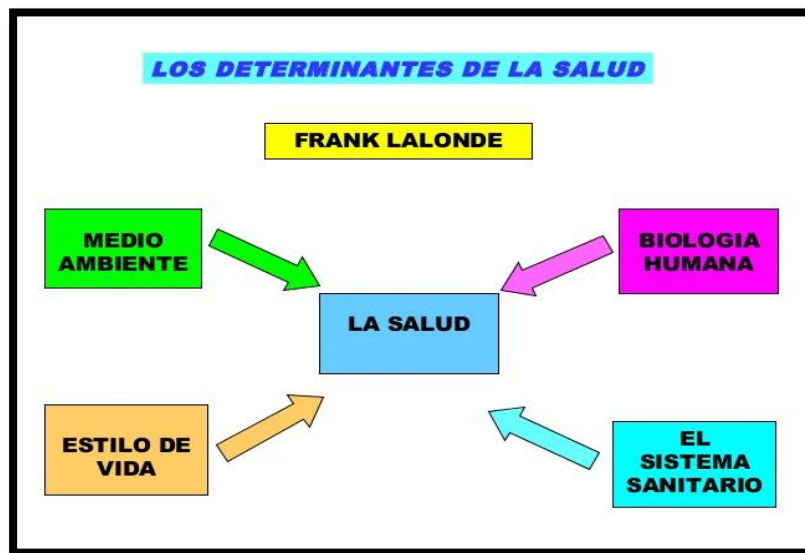 LOS DETERMINANTES DE LA SALUD
FRANK LALONDE
MEDIO
AMBIENTE
BIOLOGIA
HUMANA
LA SALUD
ESTILO DE
VIDA
EL
SISTEMA
SANITARIO